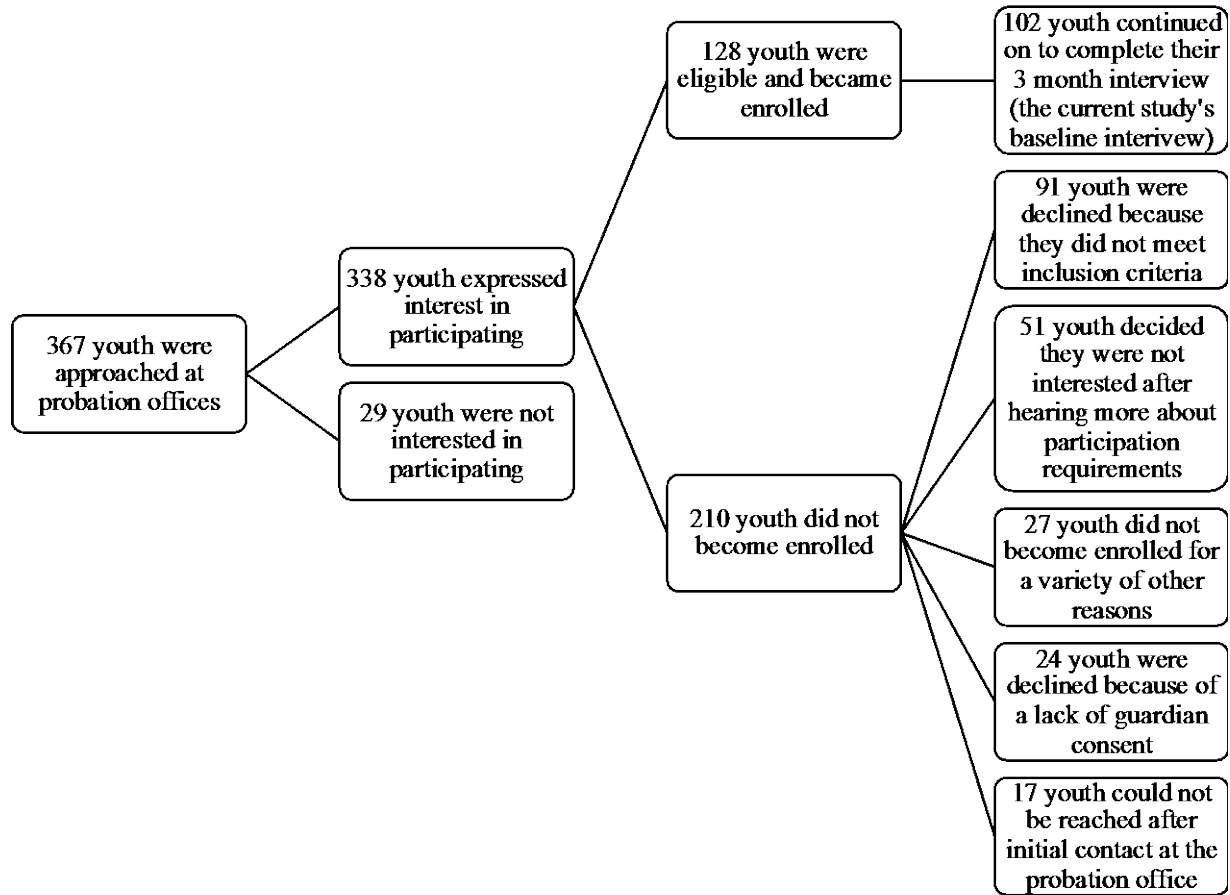 367 youth were
approached at
probation offices
338 youth expressed
interest in
participating
29 youth were not
interested in
participating
128 youth were
eligible and became
enrolled
210 youth did not
become enrolled
102 youth continued
on to complete their
3 month interview
(the current study's
baseline interivew)
91 youth were
declined because
they did not meet
inclusion criteria
51 youth decided
they were not
interested after
hearing more about
participation
requirements
27 youth did not
become enrolled for
a variety of other
reasons
24 youth were
declined because of
a lack of guardian
consent
17 youth could not
be reached after
initial contact at the
probation office